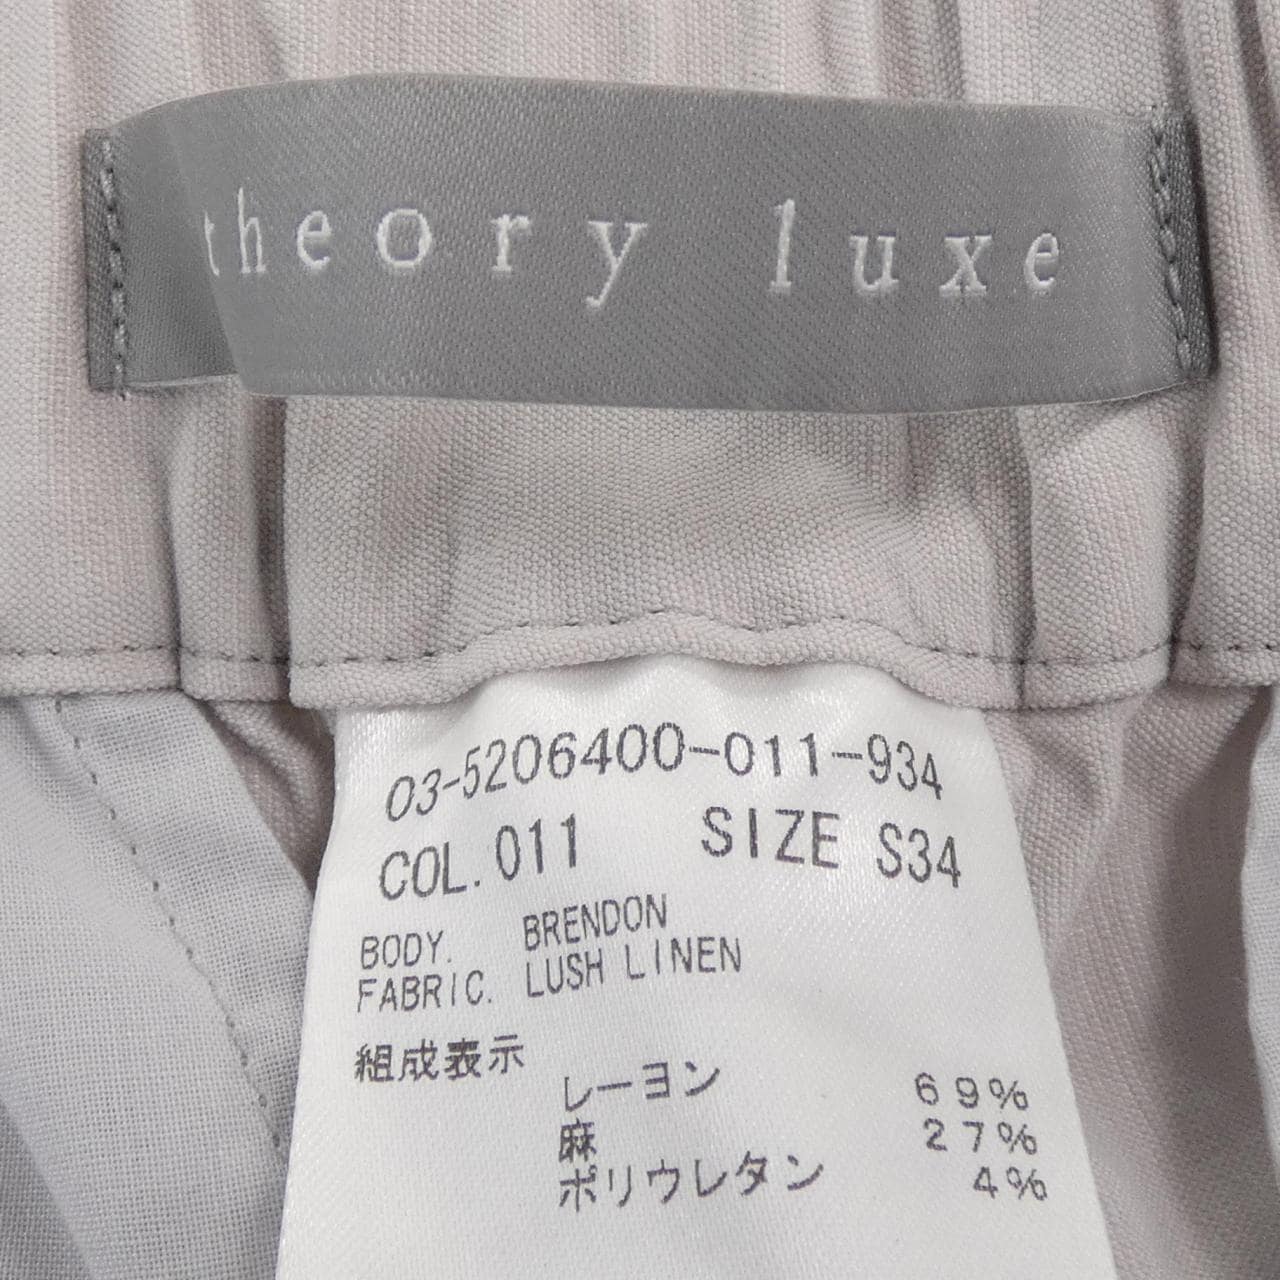 theory luxe
03-5206400-011-934
COL. 011 SIZE S34
BODY. BRENDON
FABRIC. LUSH LINEN
組成表示
レーヨン 69%
麻 27%
ポリウレタン 4%